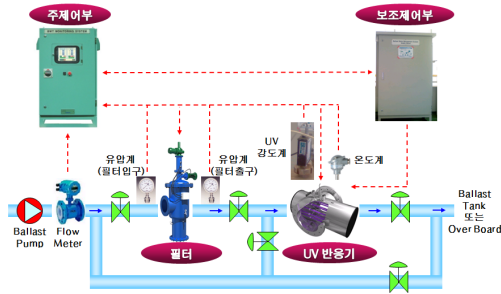 주제어부
보조제어부
유압계
(필터입구)
유압계
(필터출구)
UV
강도계
온도계
Ballast
Pump
Flow
Meter
필터
UV 반응기
Ballast
Tank
또는
Over Board